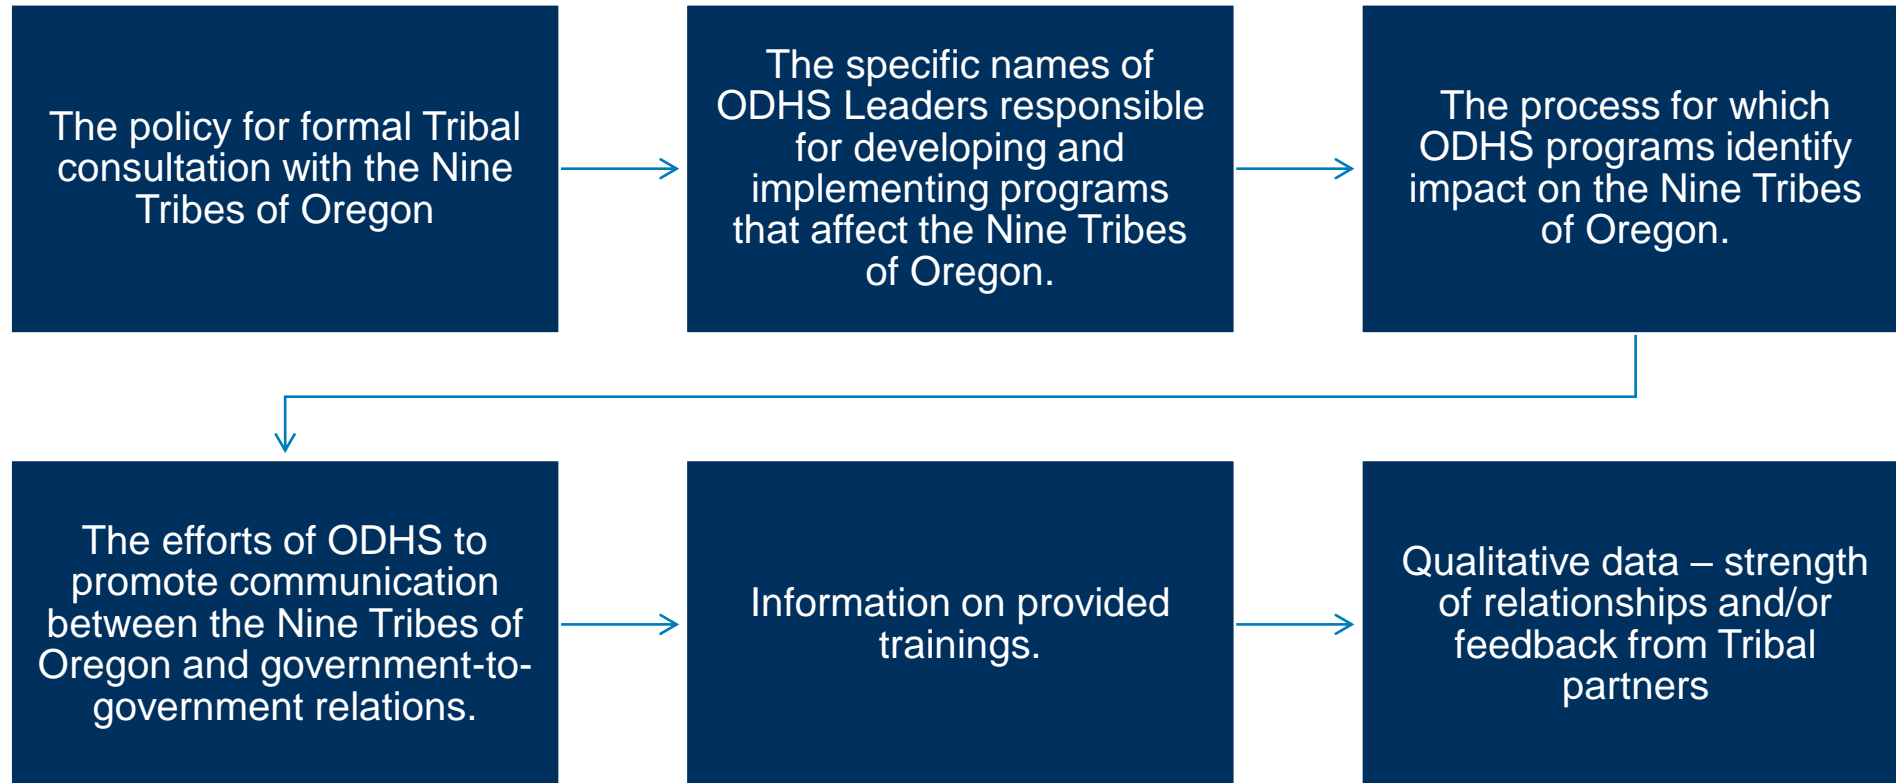 The policy for formal Tribal
consultation with the Nine
Tribes of Oregon
The specific names of
ODHS Leaders responsible
for developing and
implementing programs
that affect the Nine Tribes
of Oregon.
The process for which
ODHS programs identify
impact on the Nine Tribes
of Oregon.
The efforts of ODHS to
promote communication
between the Nine Tribes of
Oregon and government-to-
government relations.
Information on provided
trainings.
Qualitative data – strength
of relationships and/or
feedback from Tribal
partners